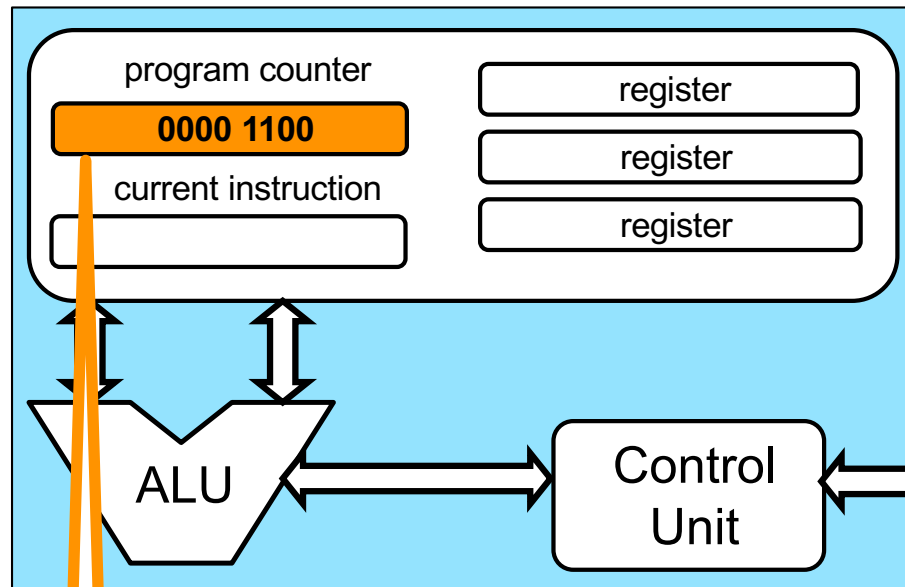 program counter
0000 1100
current instruction
register
register
register
ALU
Control
Unit